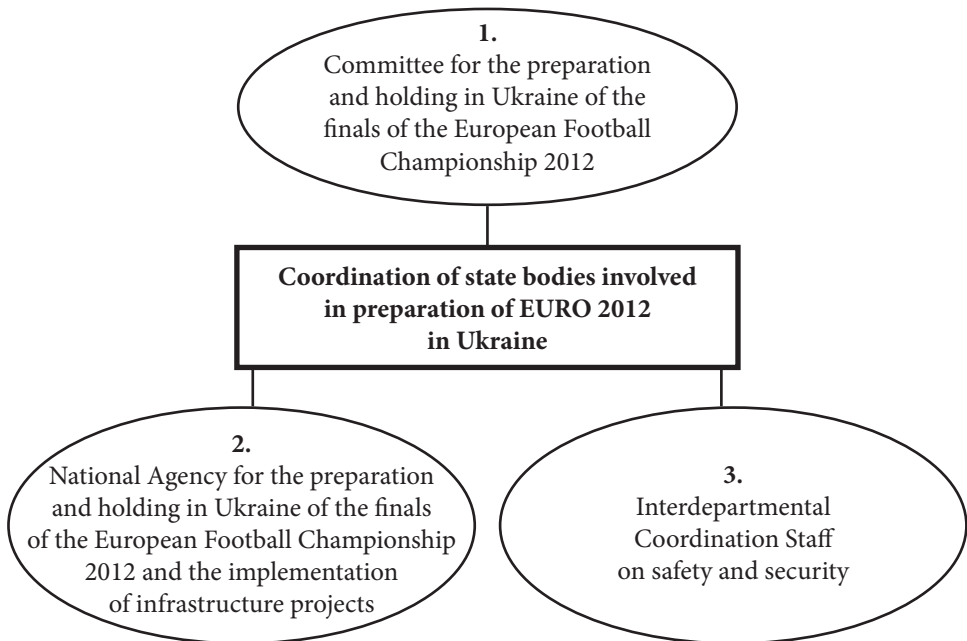 1.
Committee for the preparation
and holding in Ukraine of the
finals of the European Football
Championship 2012
Coordination of state bodies involved
in preparation of EURO 2012
in Ukraine
2.
National Agency for the preparation
and holding in Ukraine of the finals
of the European Football Championship
2012 and the implementation
of infrastructure projects
3.
Interdepartmental
Coordination Staff
on safety and security